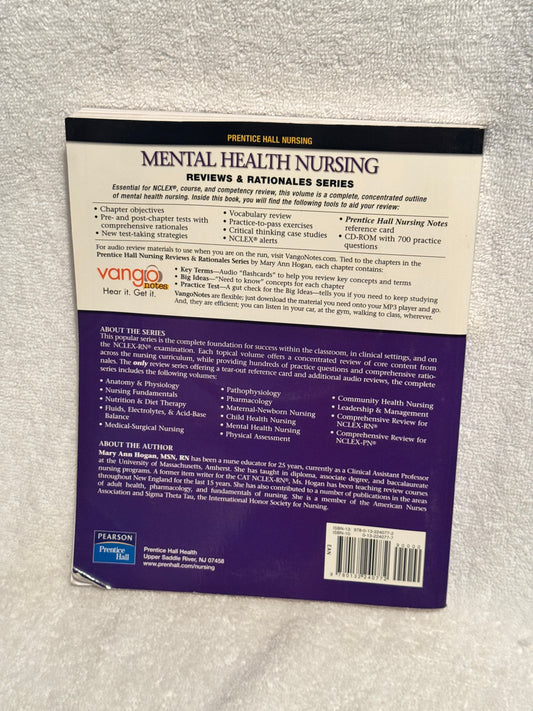 PRENTICE HALL NURSING
MENTAL HEALTH NURSING
REVIEWS & RATIONALES SERIES
Essential for NCLEX®, course, and competency review, this volume is a complete, concentrated outline
of mental health nursing. Inside this book, you will find the following tools to aid your review:
• Chapter objectives
• Pre- and post-chapter tests with
comprehensive rationales
• New test-taking strategies
• Vocabulary review
• Practice-to-pass exercises
• Critical thinking case studies
• NCLEX® alerts
• Prentice Hall Nursing Notes
reference card
• CD-ROM with 700 practice
questions
For audio review materials to use when you are on the run, visit VangoNotes.com. Tied to the chapters in the
Prentice Hall Nursing Reviews & Rationales Series by Mary Ann Hogan, each chapter contains:
vango
notes
Hear it. Get it.
• Key Terms—Audio "flashcards" to help you review key concepts and terms
• Big Ideas—"Need to know" concepts for each chapter
• Practice Test—A gut check for the Big Ideas—tells you if you need to keep studying
VangoNotes are flexible; just download the material you need onto your MP3 player and go.
And, they are efficient; you can listen in your car, at the gym, walking to class, wherever.
ABOUT THE SERIES
This popular series is the complete foundation for success within the classroom, in clinical settings, and on
the NCLEX-RN® examination. Each topical volume offers a concentrated review of core content from
across the nursing curriculum, while providing hundreds of practice questions and comprehensive ratio-
nales. The only review series offering a tear-out reference card and additional audio reviews, the complete
series includes the following volumes:
• Anatomy & Physiology
• Nursing Fundamentals
• Nutrition & Diet Therapy
• Fluids, Electrolytes, & Acid-Base
Balance
• Medical-Surgical Nursing
• Pathophysiology
• Pharmacology
• Maternal-Newborn Nursing
• Child Health Nursing
• Mental Health Nursing
• Physical Assessment
• Community Health Nursing
• Leadership & Management
• Comprehensive Review for
NCLEX-RN®
• Comprehensive Review for
NCLEX-PN®
ABOUT THE AUTHOR
Mary Ann Hogan, MSN, RN has been a nurse educator for 25 years, currently as a Clinical Assistant Professor
at the University of Massachusetts, Amherst. She has taught in diploma, associate degree, and baccalaureate
nursing programs. A former item writer for the CAT NCLEX-RN®, Ms. Hogan has been teaching review courses
throughout New England for the last 15 years. She has also contributed to a number of publications in the areas
of adult health, pharmacology, and fundamentals of nursing. She is a member of the American Nurses
Association and Sigma Theta Tau, the International Honor Society for Nursing.
PEARSON
Prentice
Hall
Prentice Hall Health
Upper Saddle River, NJ 07458
www.prenhall.com/nursing
ISBN-13: 978-0-13-224077-2
ISBN-10: 0-13-224077-7
90000
EAN
9 780132 240772